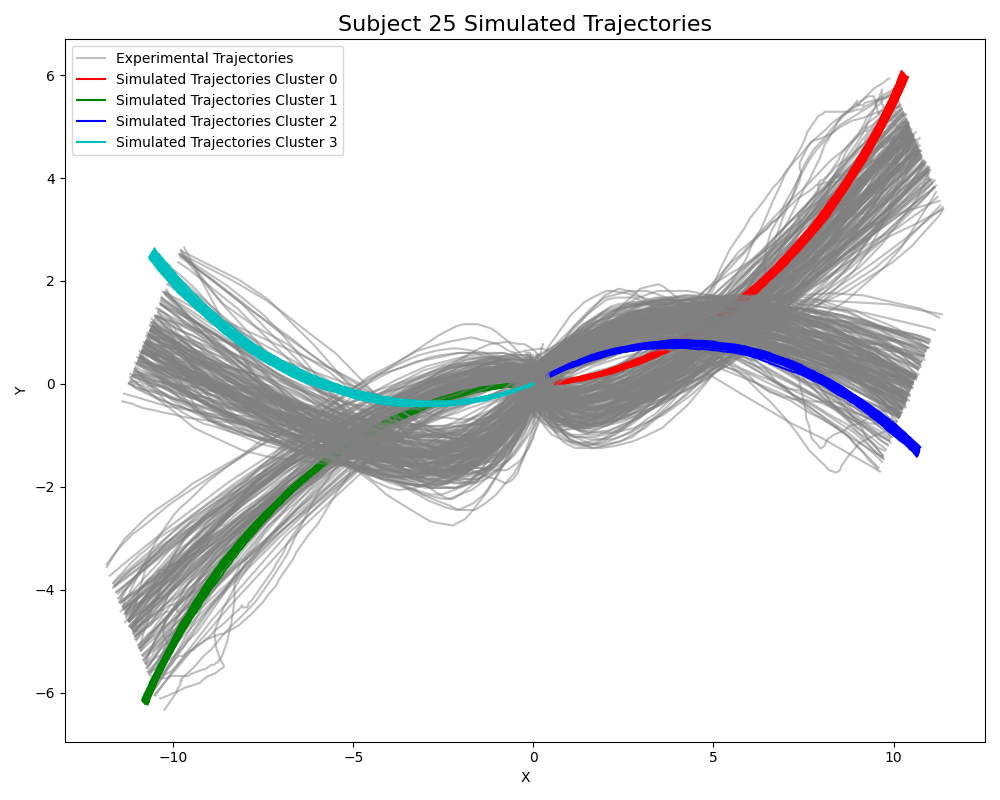 Subject 25 Simulated Trajectories
Experimental Trajectories
Simulated Trajectories Cluster 0
Simulated Trajectories Cluster 1
Simulated Trajectories Cluster 2
Simulated Trajectories Cluster 3
6
4
2
0
−2
−4
−6
Y
−10
−5
0
5
10
X